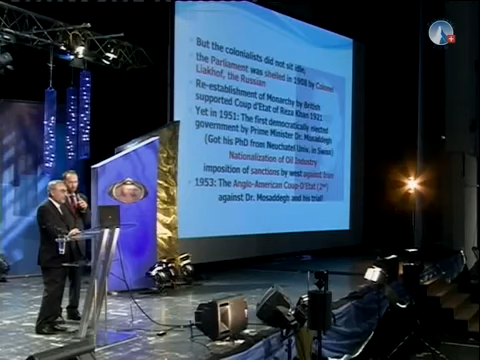 But the colonialists did not sit idle;
the Parliament was shelled in 1908 by Colonel
Liakhof, the Russian
Re-establishment of Monarchy by British
supported Coup d'Etat of Reza Khan 1921
Yet in 1951: The first democratically elected
government by Prime Minister Dr. Mosaddegh
(Got his PhD from Neochatel Univ. in Swiss)
Nationalization of Oil Industry
imposition of sanctions by west against Iran
1953: The Anglo-American Coup-D'Etat (2nd)
against Dr. Mosaddegh and his trial!